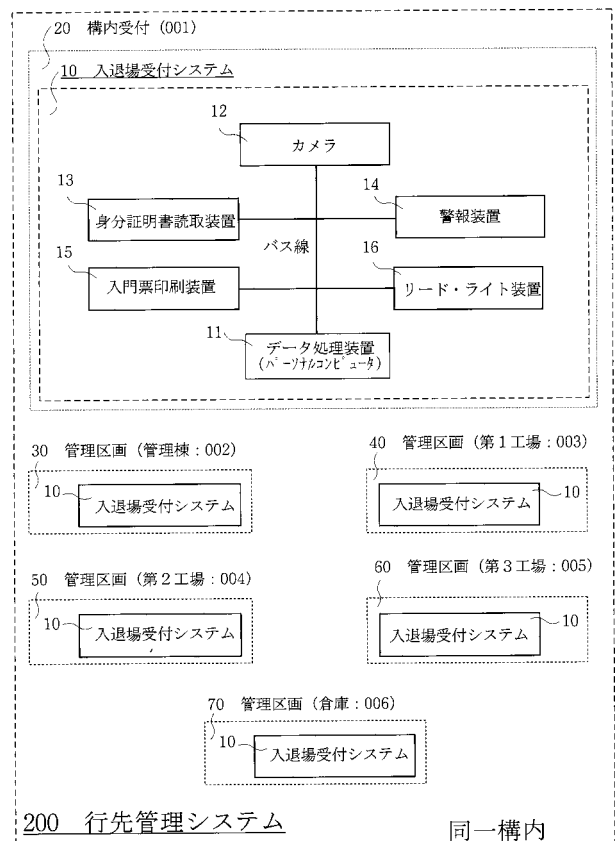 20 構内受付 (001)
10 入退場受付システム
12
カメラ
13
身分証明書読取装置
14
警報装置
バス線
15
入門票印刷装置
16
リード・ライト装置
11
データ処理装置
(パーソナルコンピュータ)
30 管理区画 (管理棟:002)
10
入退場受付システム
40 管理区画 (第1工場:003)
10
入退場受付システム
50 管理区画 (第2工場:004)
10
入退場受付システム
60 管理区画 (第3工場:005)
10
入退場受付システム
70 管理区画 (倉庫:006)
10
入退場受付システム
200 行先管理システム
同一構内